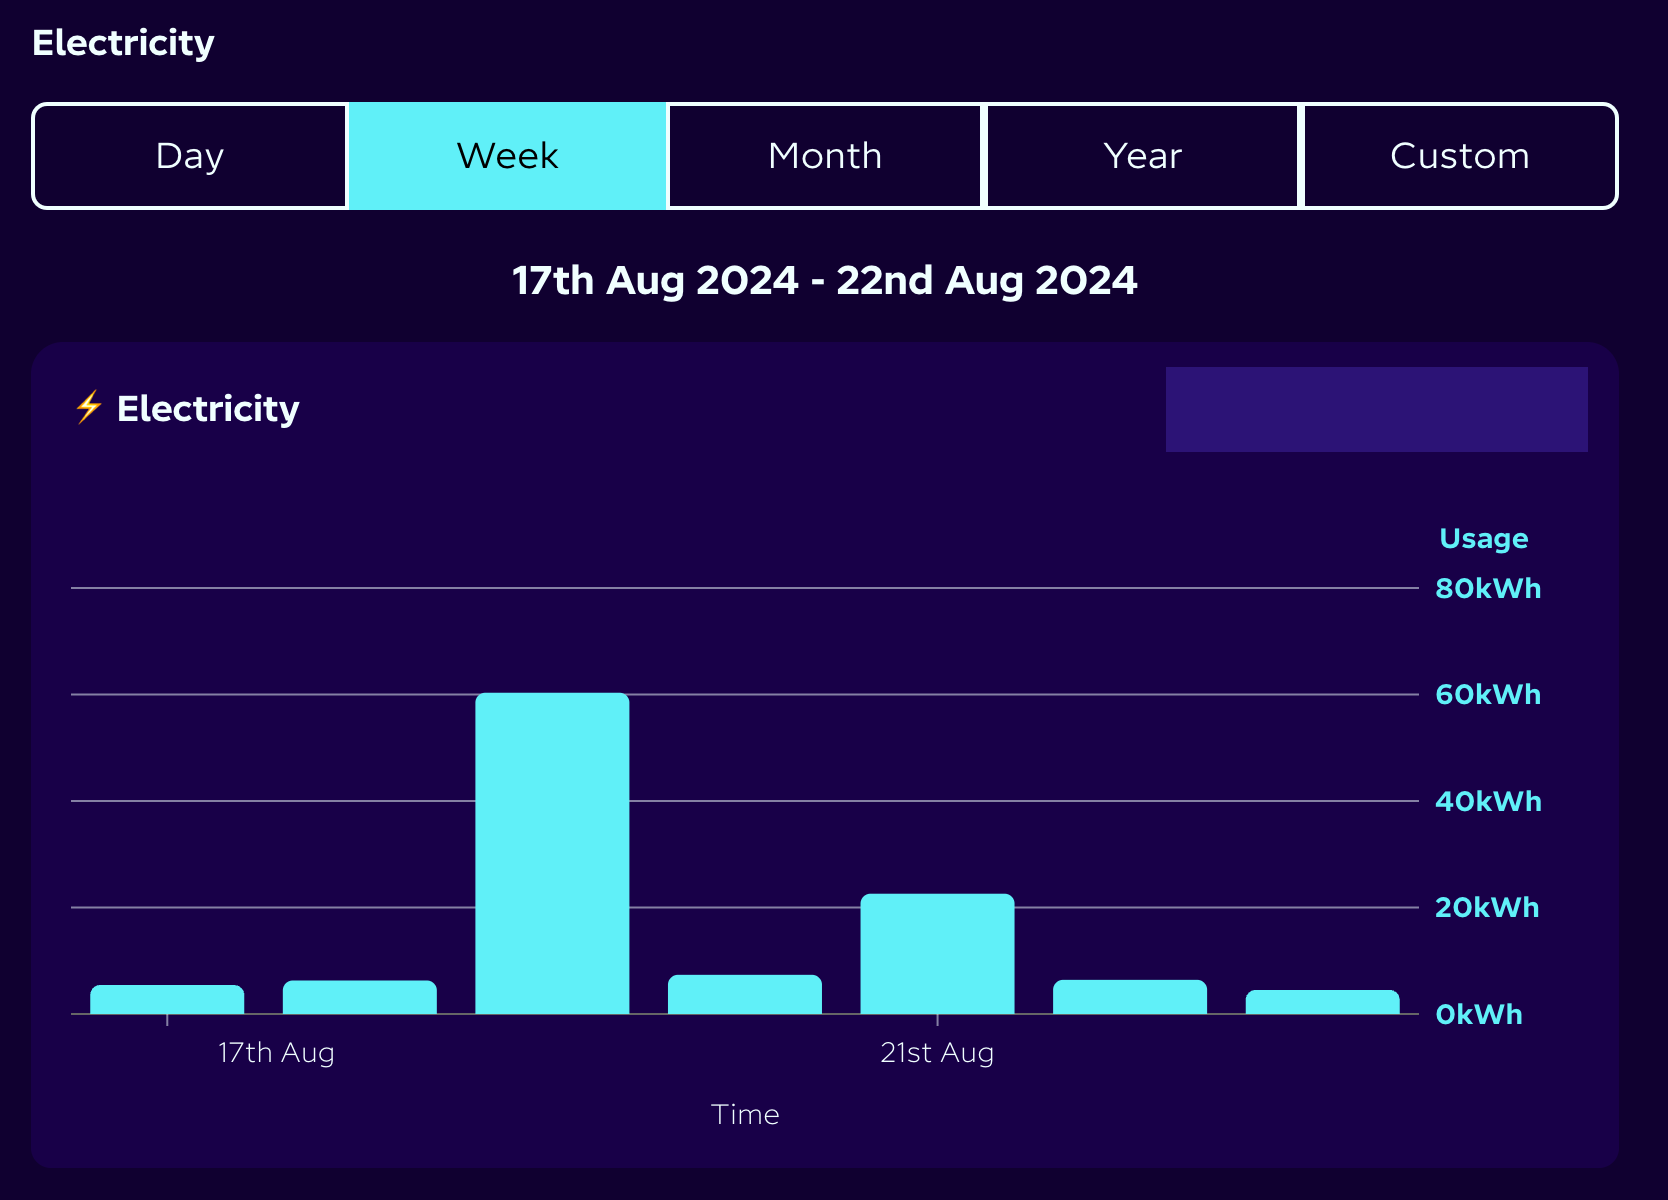 Electricity
Day Week Month Year Custom
17th Aug 2024 - 22nd Aug 2024
⚡ Electricity
Usage
80kWh
60kWh
40kWh
20kWh
0kWh
17th Aug 21st Aug
Time